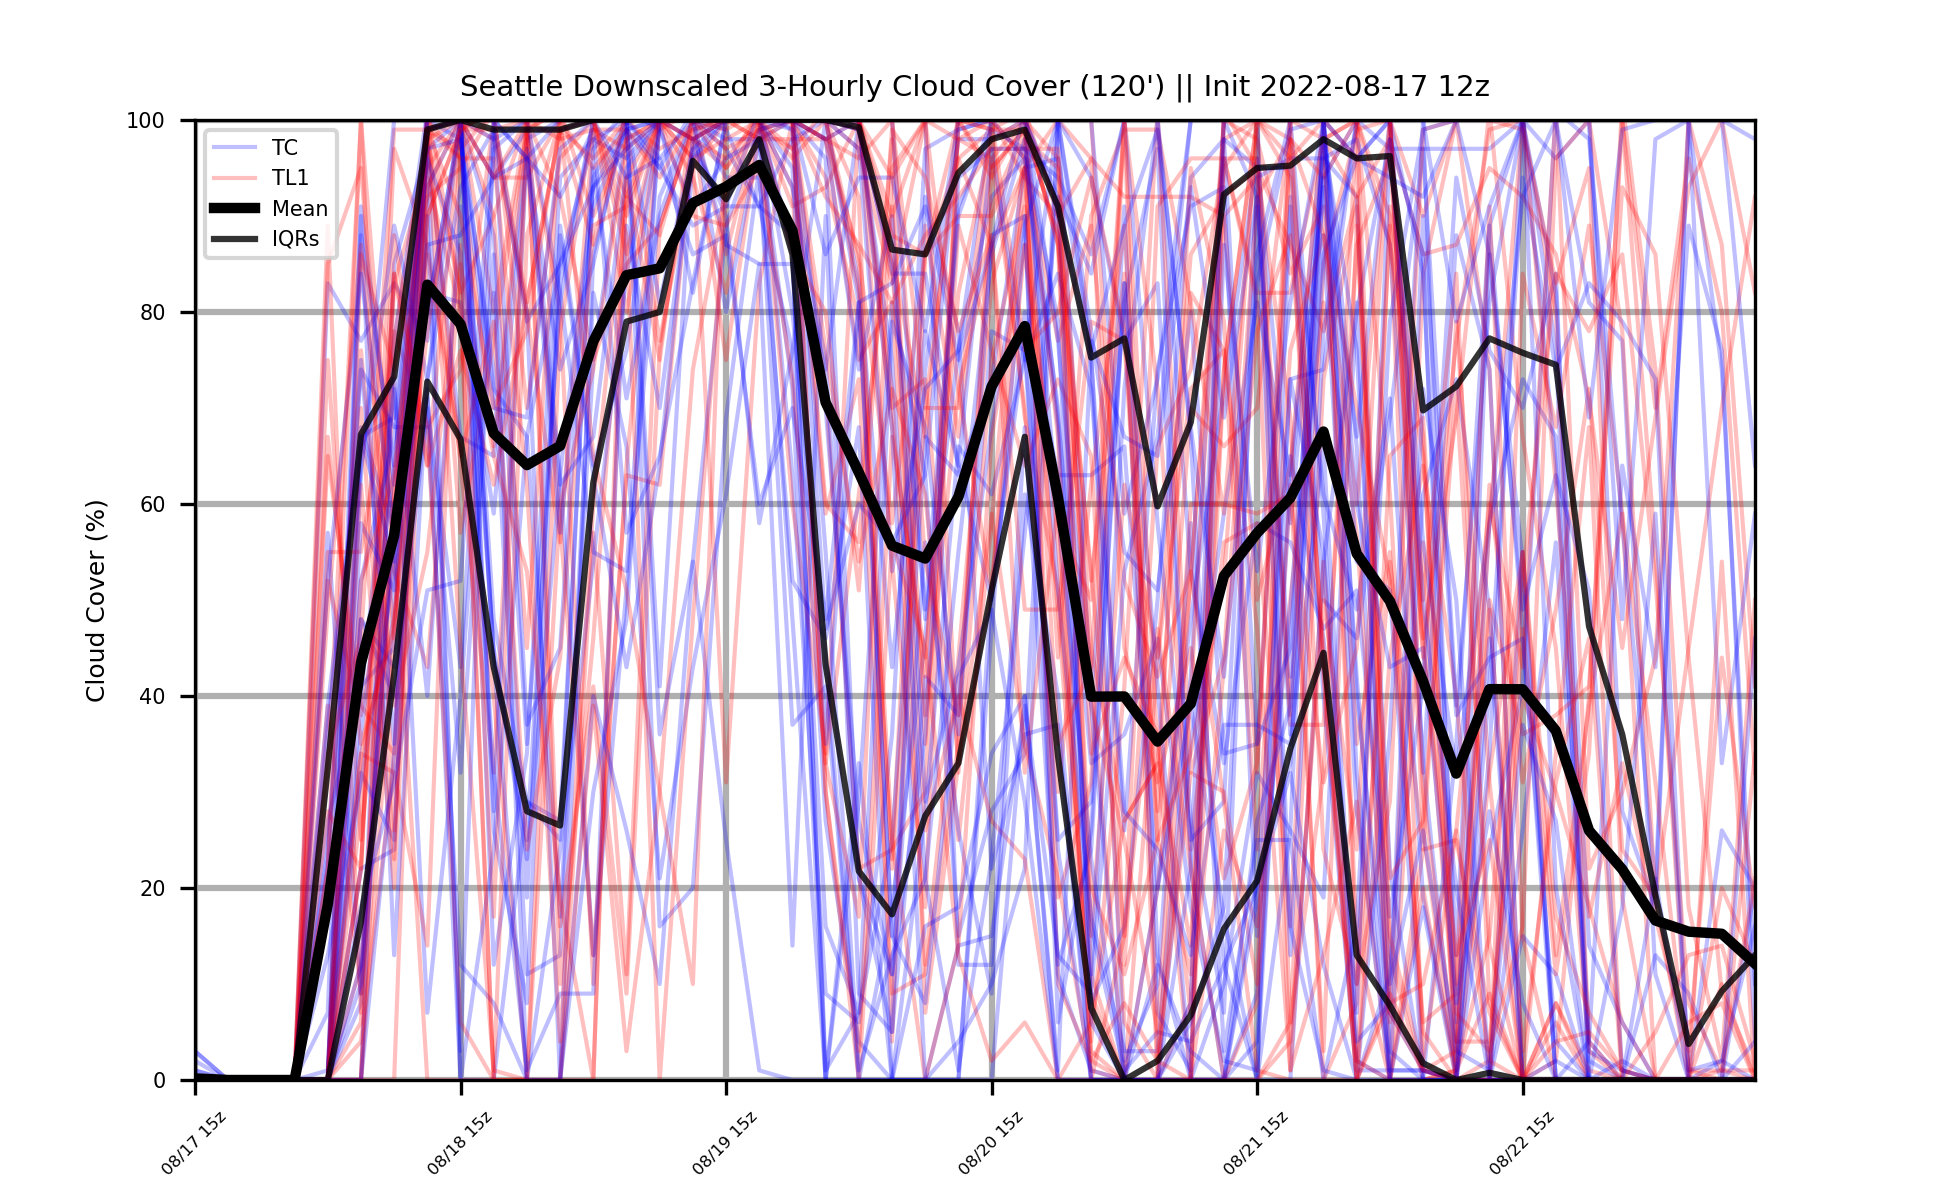 Seattle Downscaled 3-Hourly Cloud Cover (120') || Init 2022-08-17 12z
100
80
60
40
20
0
Cloud Cover (%)
TC
TL1
Mean
IQRs
08/17 15z
08/18 15z
08/19 15z
08/20 15z
08/21 15z
08/22 15z